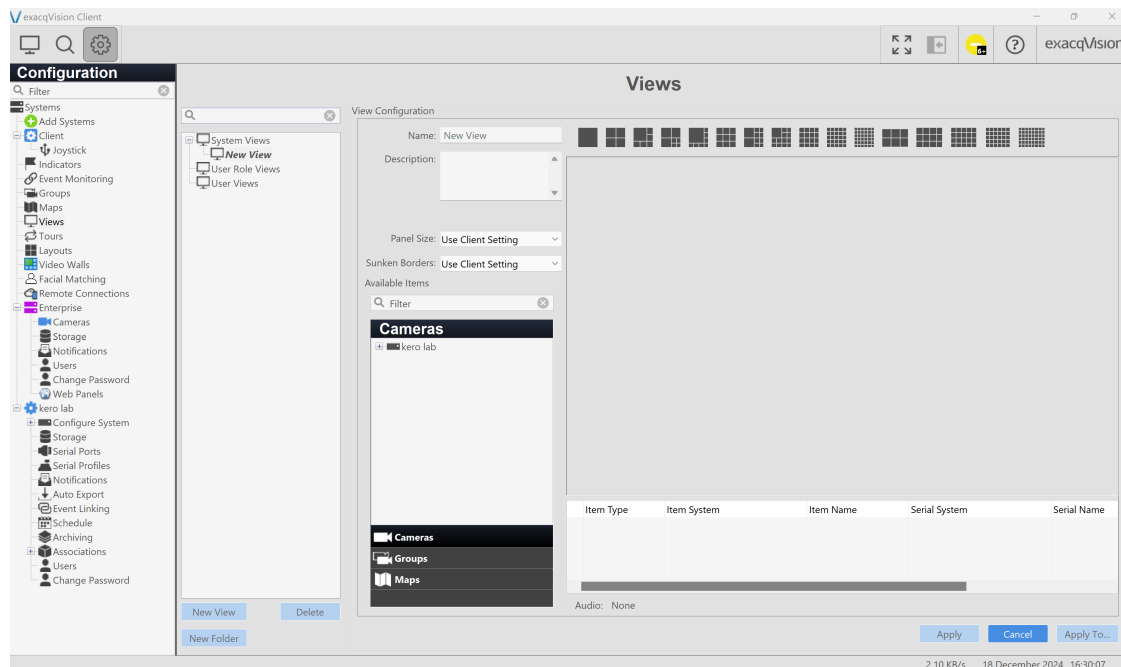 exacqVision Client
6+
exacqVision
Configuration
Filter
Systems
Add Systems
Client
Joystick
Indicators
Event Monitoring
Groups
Maps
Views
Tours
Layouts
Video Walls
Facial Matching
Remote Connections
Enterprise
Cameras
Storage
Notifications
Users
Change Password
Web Panels
kero lab
Configure System
Storage
Serial Ports
Serial Profiles
Notifications
Auto Export
Event Linking
Schedule
Archiving
Associations
Users
Change Password
Views
System Views
New View
User Role Views
User Views
New View Delete
New Folder
View Configuration
Name: New View
Description:
Panel Size: Use Client Setting
Sunken Borders: Use Client Setting
Available Items
Filter
Cameras
kero lab
Cameras
Groups
Maps
Item Type Item System Item Name Serial System Serial Name
Audio: None
Apply Cancel Apply To...
2.10 KB/s 18 December 2024 16:30:07